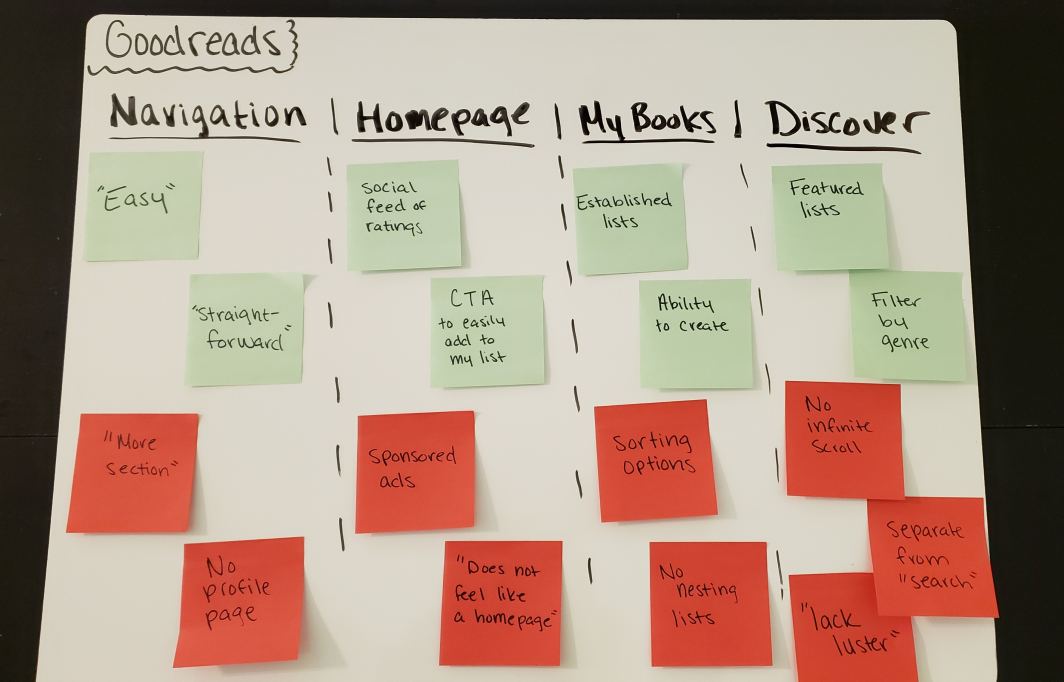 Goodreads
Navigation | Homepage | My Books | Discover
"Easy"
"Straight-
forward"
"More
section"
No
profile
page
Social
feed of
ratings
CTA
to easily
add to
my list
Sponsored
ads
"Does not
feel like
a homepage"
Established
lists
Ability
to create
Sorting
options
No
nesting
lists
Featured
lists
Filter
by
genre
No
infinite
scroll
Separate
from
"search"
"lack
luster"